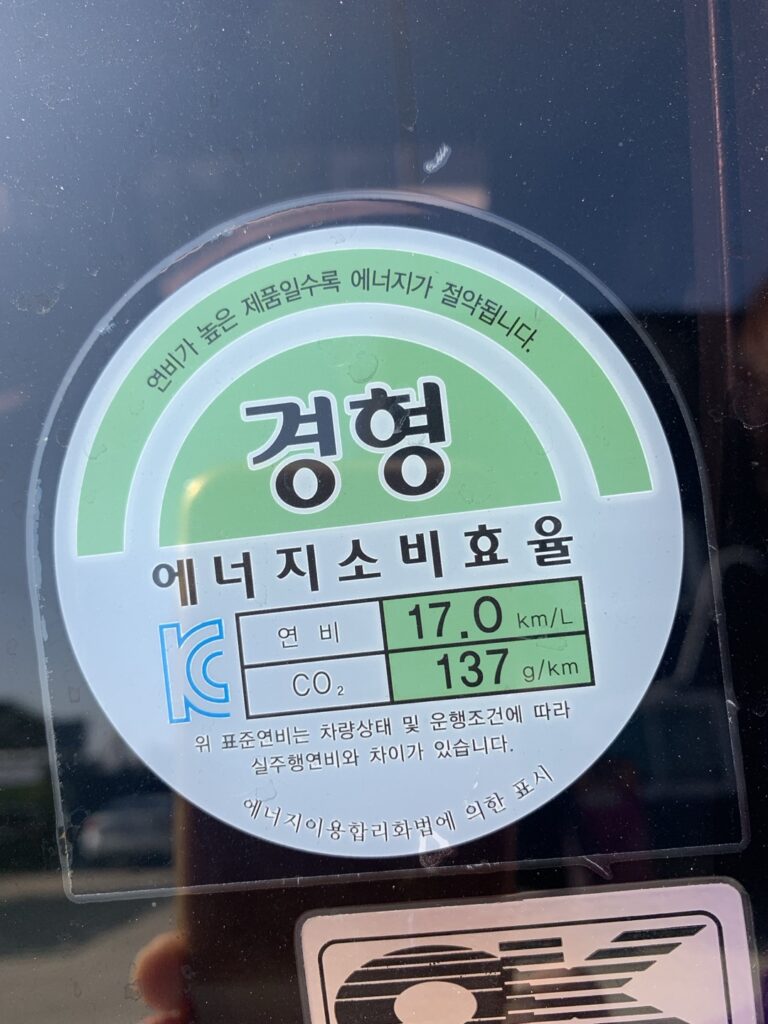 연비가 높은 제품일수록 에너지가 절약됩니다.
경형
에너지소비효율
KC
연 비 17.0 km/L
CO₂ 137 g/km
위 표준연비는 차량상태 및 운행조건에 따라
실주행연비와 차이가 있습니다.
에너지이용합리화법에 의한 표시
OK